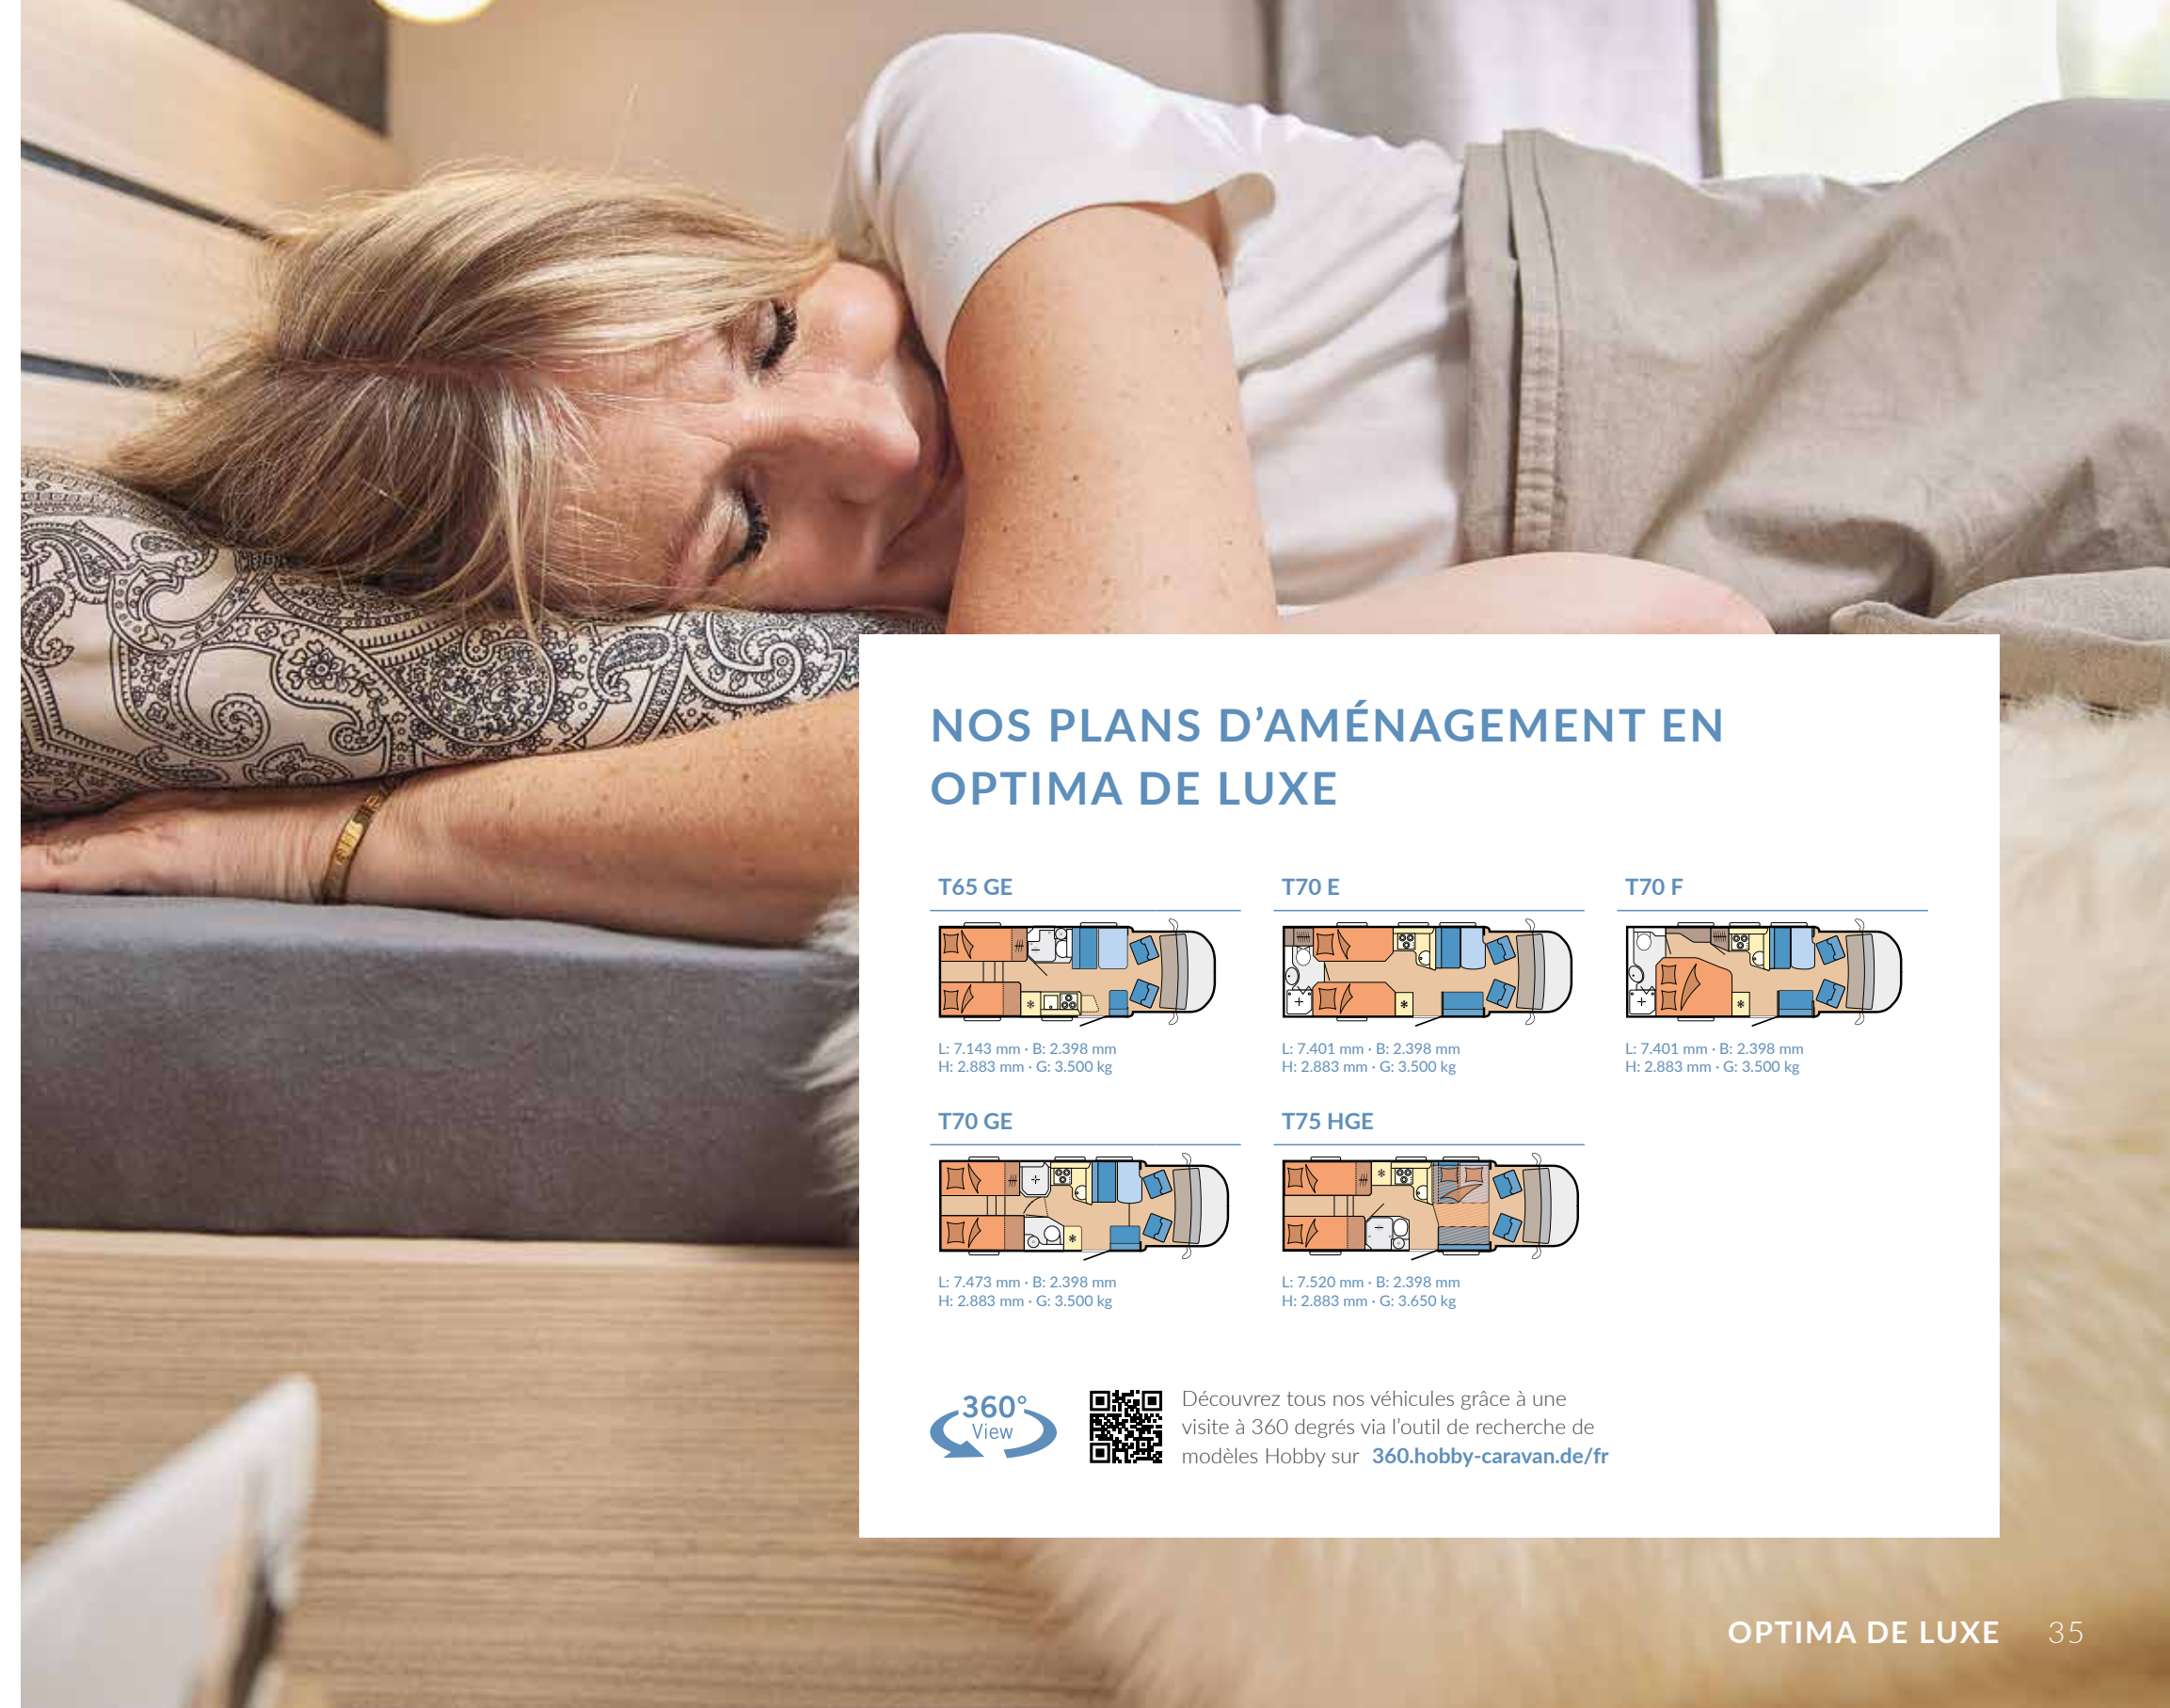 NOS PLANS D’AMÉNAGEMENT EN
OPTIMA DE LUXE
T65 GE
L: 7.143 mm · B: 2.398 mm
H: 2.883 mm · G: 3.500 kg
T70 E
L: 7.401 mm · B: 2.398 mm
H: 2.883 mm · G: 3.500 kg
T70 F
L: 7.401 mm · B: 2.398 mm
H: 2.883 mm · G: 3.500 kg
T70 GE
L: 7.473 mm · B: 2.398 mm
H: 2.883 mm · G: 3.500 kg
T75 HGE
L: 7.520 mm · B: 2.398 mm
H: 2.883 mm · G: 3.650 kg
360°
View
Découvrez tous nos véhicules grâce à une
visite à 360 degrés via l’outil de recherche de
modèles Hobby sur 360.hobby-caravan.de/fr
OPTIMA DE LUXE 35